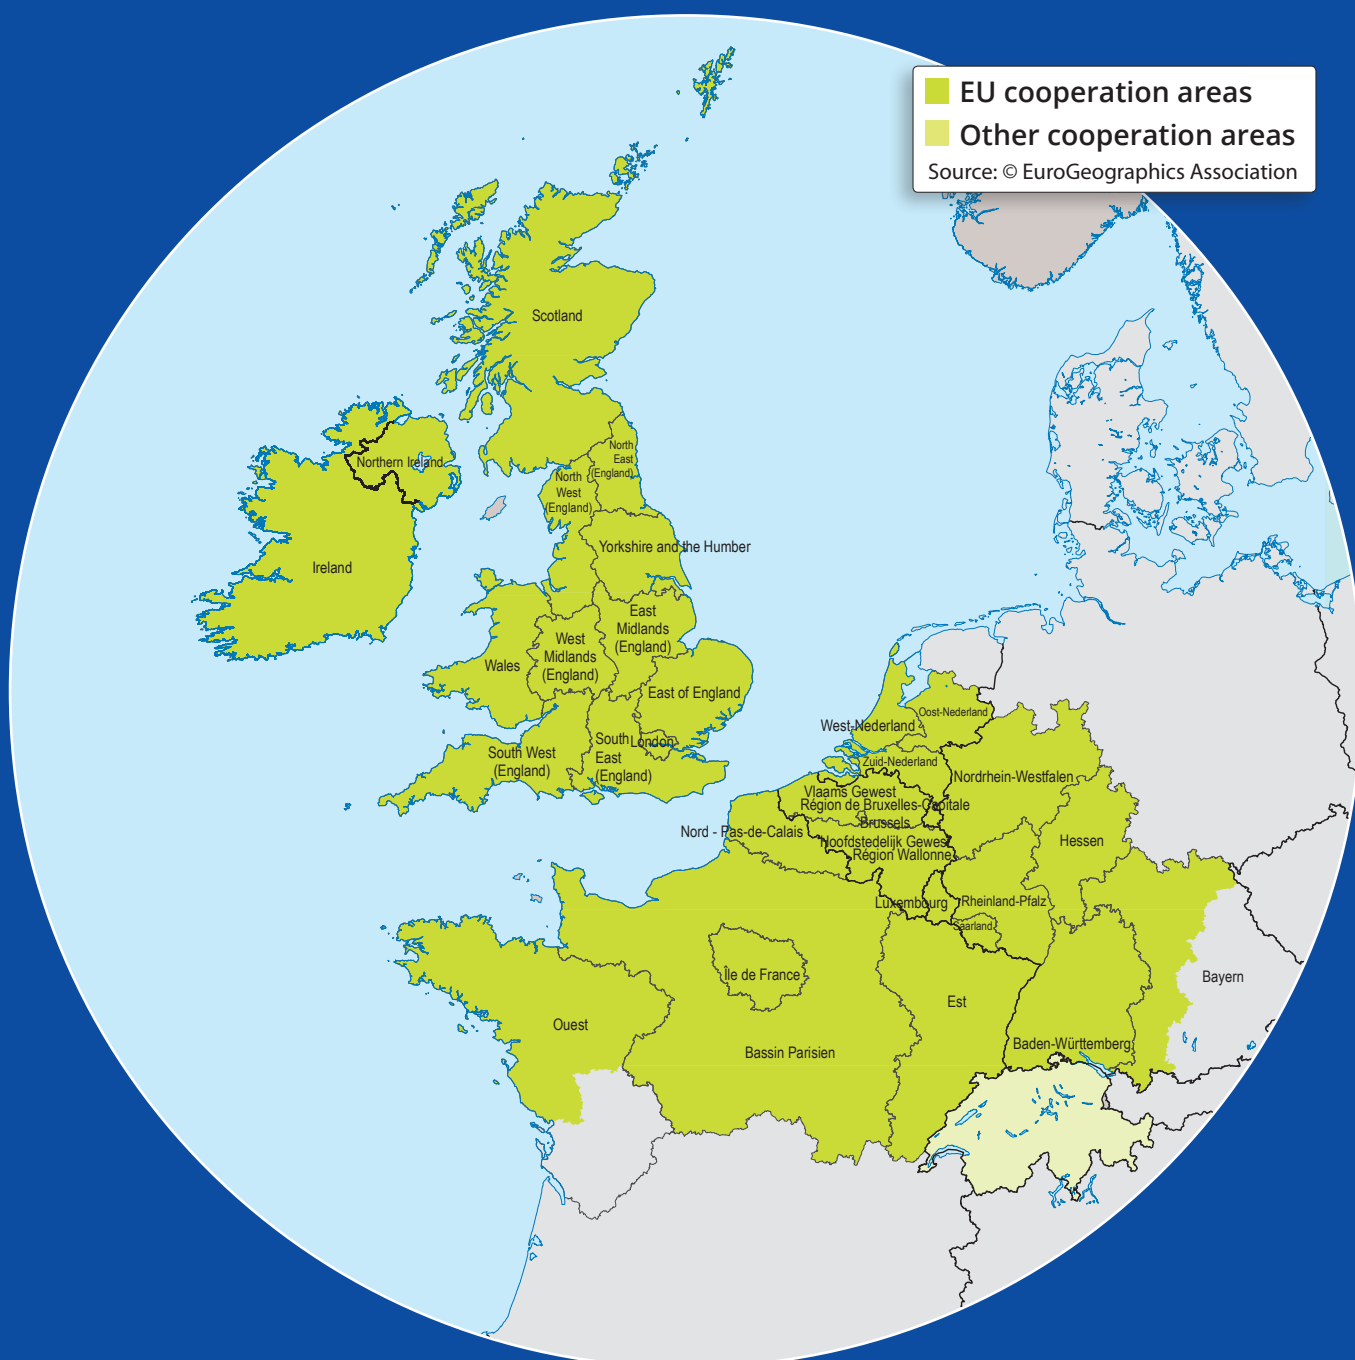 EU cooperation areas
Other cooperation areas
Source: © EuroGeographics Association
Scotland
North
East
(England)
Northern Ireland
North
West
(England)
Yorkshire and the Humber
Ireland
East
Midlands
(England)
West
Midlands
(England)
Wales
East of England
Oost-Nederland
West-Nederland
South
East
(England)
London
South West
(England)
Zuid-Nederland
Nordrhein-Westfalen
Vlaams Gewest
Région de Bruxelles-Capitale
Brussels
Hoofdstedelijk Gewest
Nord - Pas-de-Calais
Région Wallonne
Hessen
Luxembourg
Rheinland-Pfalz
Saarland
Île de France
Bayern
Est
Ouest
Baden-Württemberg
Bassin Parisien